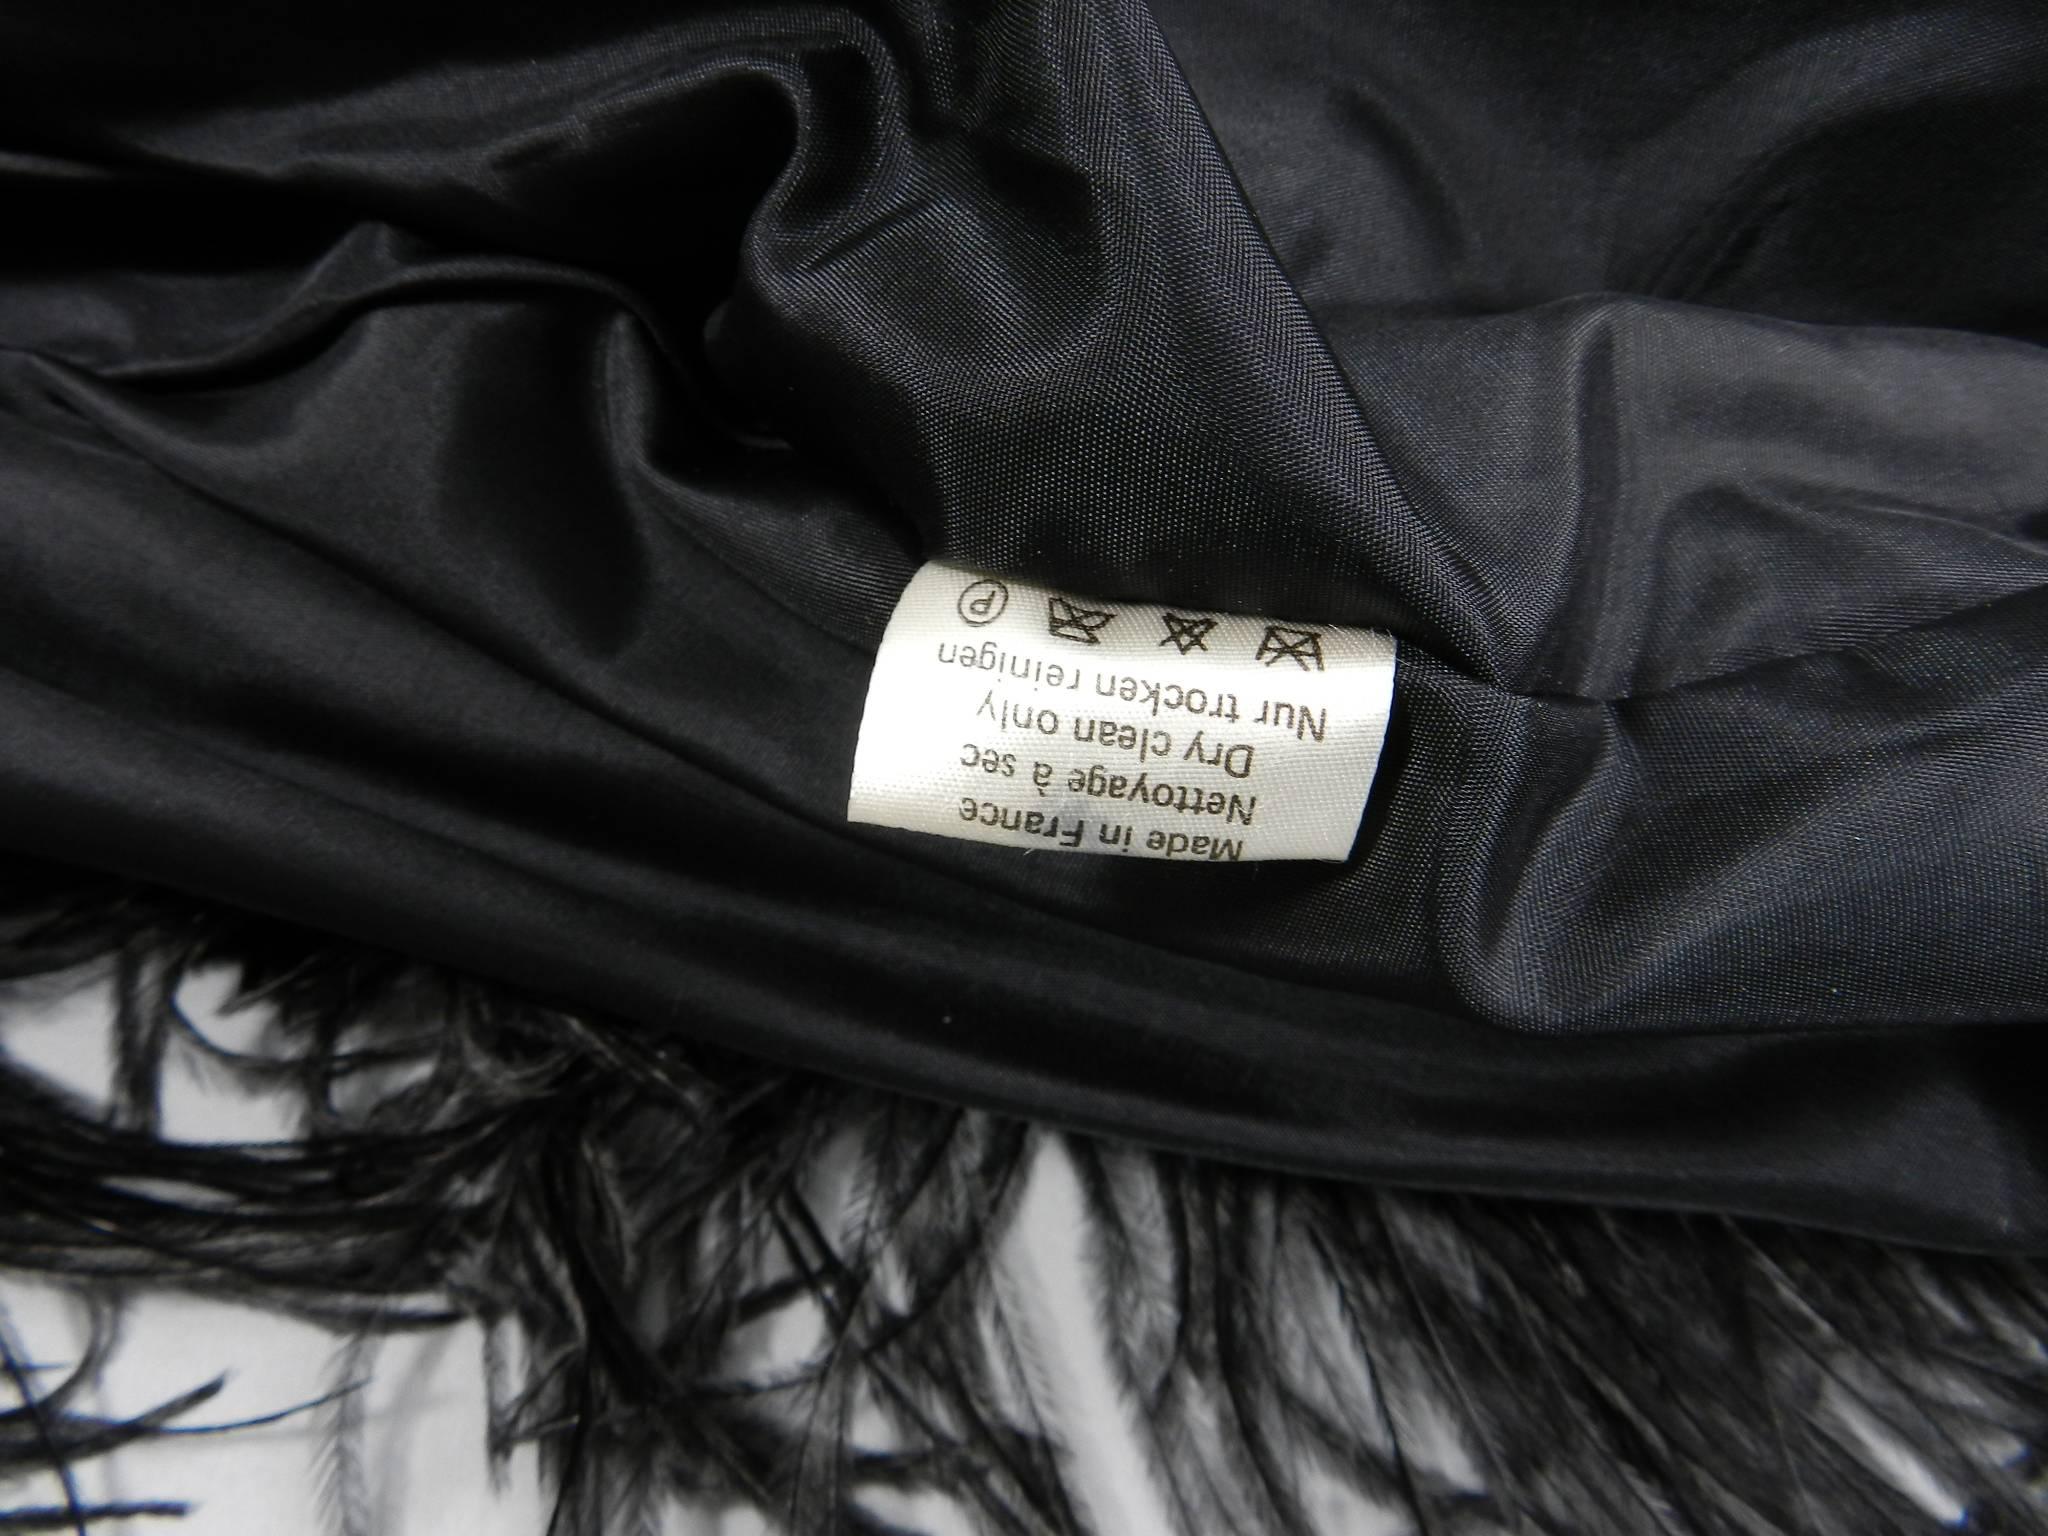 Made in France
Nettoyage à sec
Dry clean only
Nur trocken reinigen
P